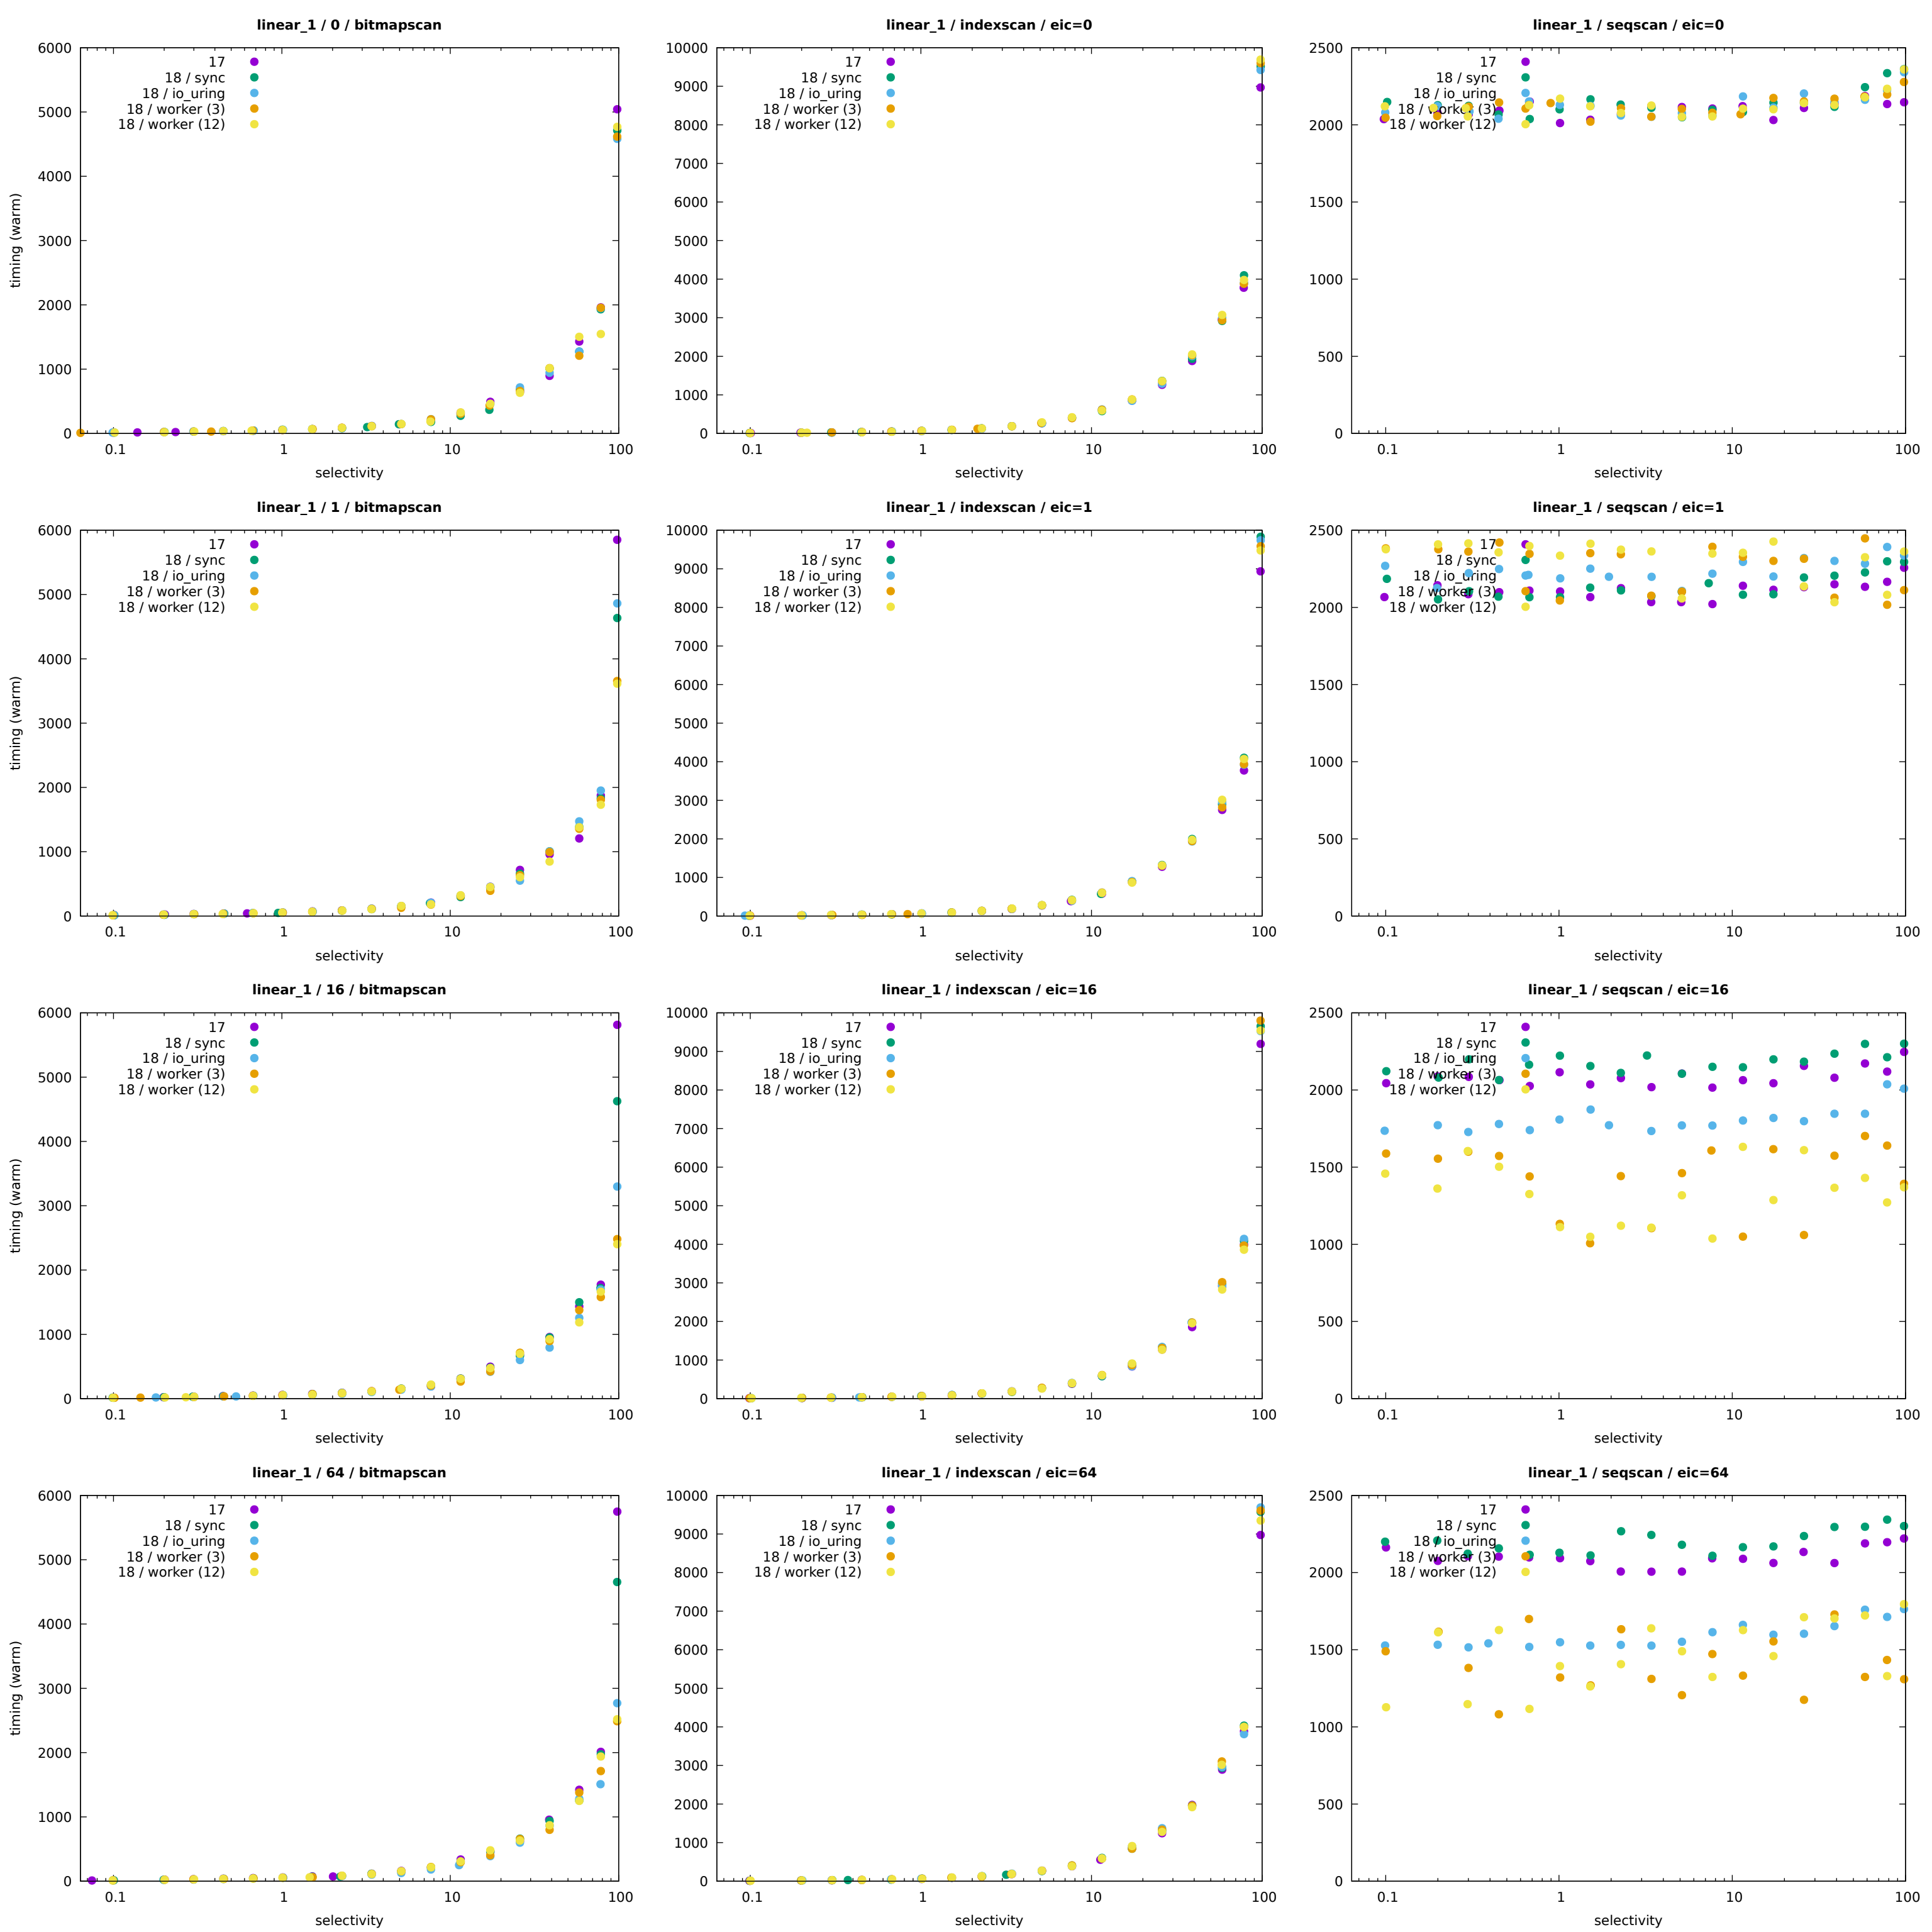 linear_1 / 0 / bitmapscan
timing (warm)
6000
5000
4000
3000
2000
1000
0
17
18 / sync
18 / io_uring
18 / worker (3)
18 / worker (12)
0.1 1 10 100
selectivity
linear_1 / indexscan / eic=0
10000
9000
8000
7000
6000
5000
4000
3000
2000
1000
0
17
18 / sync
18 / io_uring
18 / worker (3)
18 / worker (12)
0.1 1 10 100
selectivity
linear_1 / seqscan / eic=0
2500
2000
1500
1000
500
0
17
18 / sync
18 / io_uring
18 / worker (3)
18 / worker (12)
0.1 1 10 100
selectivity
linear_1 / 1 / bitmapscan
timing (warm)
6000
5000
4000
3000
2000
1000
0
17
18 / sync
18 / io_uring
18 / worker (3)
18 / worker (12)
0.1 1 10 100
selectivity
linear_1 / indexscan / eic=1
10000
9000
8000
7000
6000
5000
4000
3000
2000
1000
0
17
18 / sync
18 / io_uring
18 / worker (3)
18 / worker (12)
0.1 1 10 100
selectivity
linear_1 / seqscan / eic=1
2500
2000
1500
1000
500
0
17
18 / sync
18 / io_uring
18 / worker (3)
18 / worker (12)
0.1 1 10 100
selectivity
linear_1 / 16 / bitmapscan
timing (warm)
6000
5000
4000
3000
2000
1000
0
17
18 / sync
18 / io_uring
18 / worker (3)
18 / worker (12)
0.1 1 10 100
selectivity
linear_1 / indexscan / eic=16
10000
9000
8000
7000
6000
5000
4000
3000
2000
1000
0
17
18 / sync
18 / io_uring
18 / worker (3)
18 / worker (12)
0.1 1 10 100
selectivity
linear_1 / seqscan / eic=16
2500
2000
1500
1000
500
0
17
18 / sync
18 / io_uring
18 / worker (3)
18 / worker (12)
0.1 1 10 100
selectivity
linear_1 / 64 / bitmapscan
timing (warm)
6000
5000
4000
3000
2000
1000
0
17
18 / sync
18 / io_uring
18 / worker (3)
18 / worker (12)
0.1 1 10 100
selectivity
linear_1 / indexscan / eic=64
10000
9000
8000
7000
6000
5000
4000
3000
2000
1000
0
17
18 / sync
18 / io_uring
18 / worker (3)
18 / worker (12)
0.1 1 10 100
selectivity
linear_1 / seqscan / eic=64
2500
2000
1500
1000
500
0
17
18 / sync
18 / io_uring
18 / worker (3)
18 / worker (12)
0.1 1 10 100
selectivity